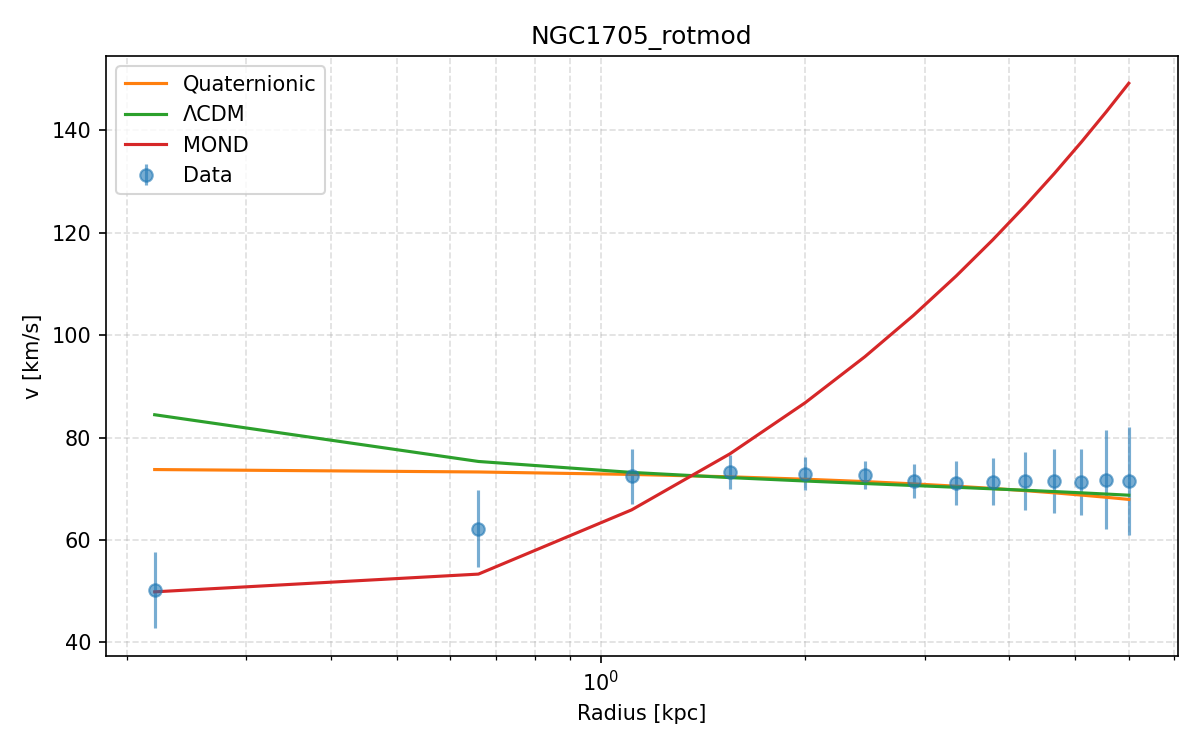 NGC1705_rotmod
Quaternionic
ΛCDM
MOND
Data
140
120
100
80
60
40
v [km/s]
10⁰
Radius [kpc]